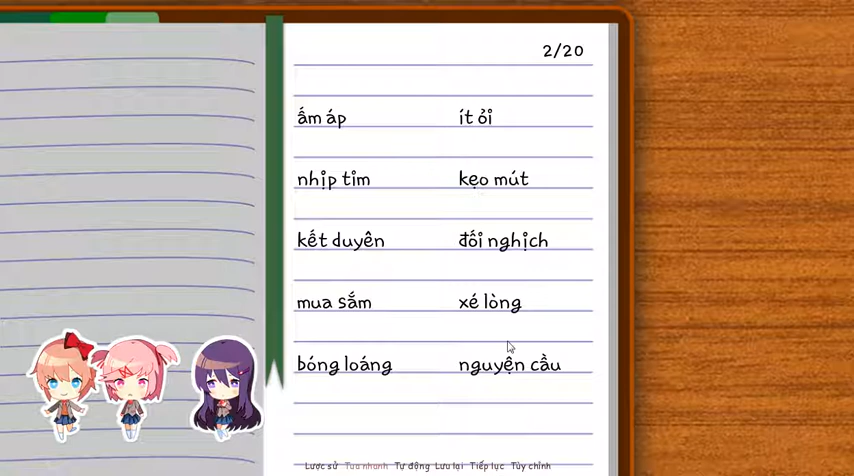 2/20
ấm áp ít ỏi
nhịp tim kẹo mút
kết duyên đối nghịch
mua sắm xé lòng
bóng loáng nguyện cầu
Lược sử Tua nhanh Tự động Lưu lại Tiếp lục Tùy chỉnh